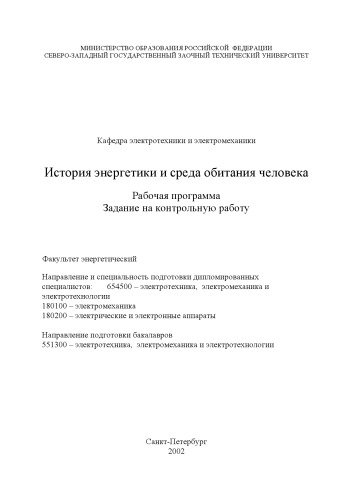 МИНИСТЕРСТВО ОБРАЗОВАНИЯ РОССИЙСКОЙ ФЕДЕРАЦИИ
СЕВЕРО-ЗАПАДНЫЙ ГОСУДАРСТВЕННЫЙ ЗАОЧНЫЙ ТЕХНИЧЕСКИЙ УНИВЕРСИТЕТ
Кафедра электротехники и электромеханики
История энергетики и среда обитания человека
Рабочая программа
Задание на контрольную работу
Факультет энергетический
Направление и специальность подготовки дипломированных
специалистов: 654500 – электротехника, электромеханика и
электротехнологии
180100 – электромеханика
180200 – электрические и электронные аппараты
Направление подготовки бакалавров
551300 – электротехника, электромеханика и электротехнологии
Санкт-Петербург
2002